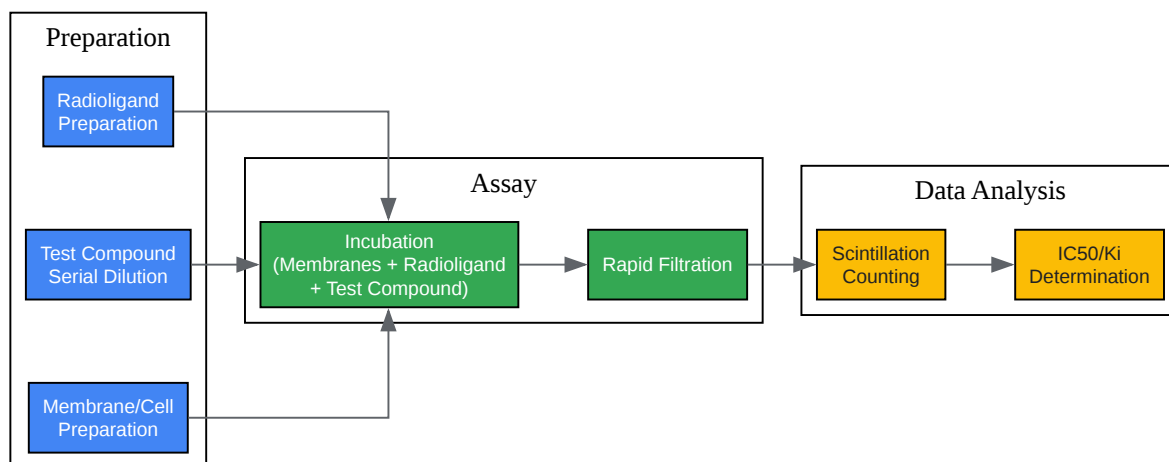 Preparation
Radioligand
Preparation
Test Compound
Serial Dilution
Membrane/Cell
Preparation
Assay
Incubation
(Membranes + Radioligand
+ Test Compound)
Rapid Filtration
Data Analysis
Scintillation
Counting
IC50/Ki
Determination